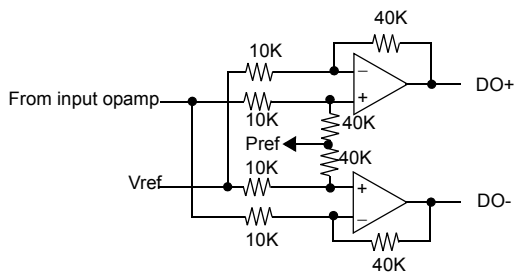 40K
10K
−
DO+
From input opamp
+
10K
40K
Pref
40K
10K
Vref
+
DO-
−
10K
40K